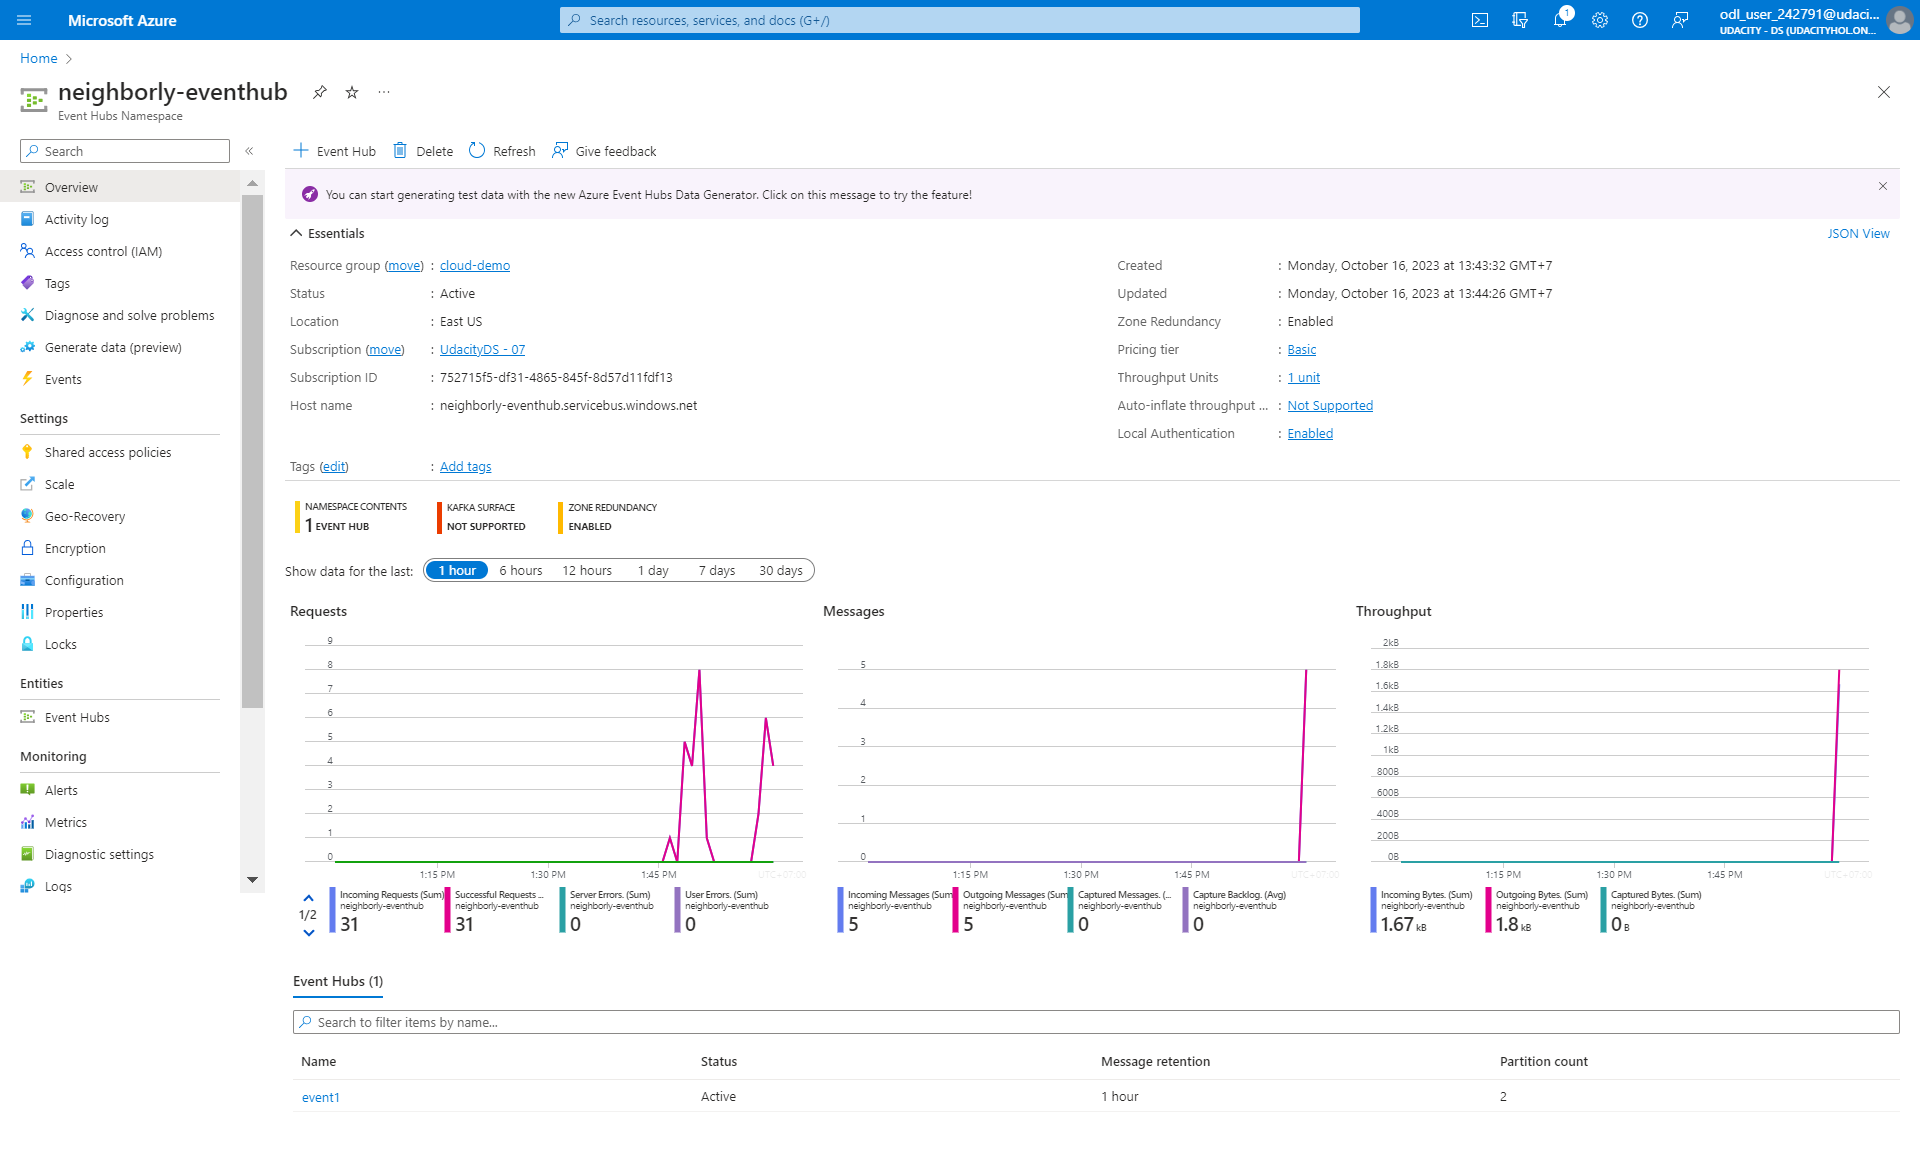 Microsoft Azure
Search resources, services, and docs (G+/)
1
odl_user_242791@udaci...
UDACITY - DS (UDACITYHOL.ON...
Home
neighborly-eventhub
Event Hubs Namespace
Search
Event Hub
Delete
Refresh
Give feedback
Overview
Activity log
Access control (IAM)
Tags
Diagnose and solve problems
Generate data (preview)
Events
Settings
Shared access policies
Scale
Geo-Recovery
Encryption
Configuration
Properties
Locks
Entities
Event Hubs
Monitoring
Alerts
Metrics
Diagnostic settings
Logs
You can start generating test data with the new Azure Event Hubs Data Generator. Click on this message to try the feature!
Essentials
JSON View
Resource group (move) : cloud-demo
Status : Active
Location : East US
Subscription (move) : UdacityDS - 07
Subscription ID : 752715f5-df31-4865-845f-8d57d11fdf13
Host name : neighborly-eventhub.servicebus.windows.net
Created : Monday, October 16, 2023 at 13:43:32 GMT+7
Updated : Monday, October 16, 2023 at 13:44:26 GMT+7
Zone Redundancy : Enabled
Pricing tier : Basic
Throughput Units : 1 unit
Auto-inflate throughput ... : Not Supported
Local Authentication : Enabled
Tags (edit) : Add tags
NAMESPACE CONTENTS
1 EVENT HUB
KAFKA SURFACE
NOT SUPPORTED
ZONE REDUNDANCY
ENABLED
Show data for the last: 1 hour 6 hours 12 hours 1 day 7 days 30 days
Requests
9
8
7
6
5
4
3
2
1
0
1:15 PM 1:30 PM 1:45 PM UTC+07:00
1/2
Incoming Requests (Sum)
neighborly-eventhub
31
Successful Requests ...
neighborly-eventhub
31
Server Errors. (Sum)
neighborly-eventhub
0
User Errors. (Sum)
neighborly-eventhub
0
Messages
5
4
3
2
1
0
1:15 PM 1:30 PM 1:45 PM UTC+07:00
Incoming Messages (Sum
neighborly-eventhub
5
Outgoing Messages (Sum
neighborly-eventhub
5
Captured Messages. (...
neighborly-eventhub
0
Capture Backlog. (Avg)
neighborly-eventhub
0
Throughput
2kB
1.8kB
1.6kB
1.4kB
1.2kB
1kB
800B
600B
400B
200B
0B
1:15 PM 1:30 PM 1:45 PM UTC+07:00
Incoming Bytes. (Sum)
neighborly-eventhub
1.67 kB
Outgoing Bytes. (Sum)
neighborly-eventhub
1.8 kB
Captured Bytes. (Sum)
neighborly-eventhub
0 B
Event Hubs (1)
Search to filter items by name...
Name Status Message retention Partition count
event1 Active 1 hour 2